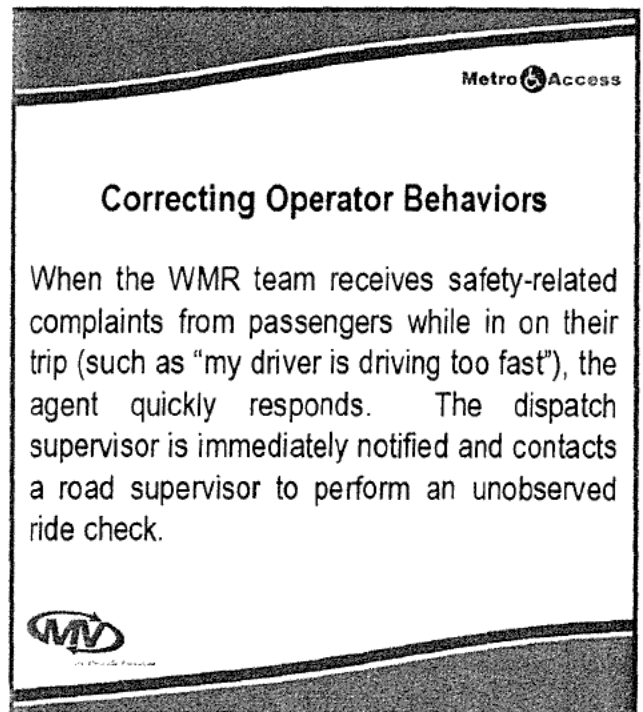 Metro Access
Correcting Operator Behaviors
When the WMR team receives safety-related
complaints from passengers while in on their
trip (such as “my driver is driving too fast”), the
agent quickly responds. The dispatch
supervisor is immediately notified and contacts
a road supervisor to perform an unobserved
ride check.
MV